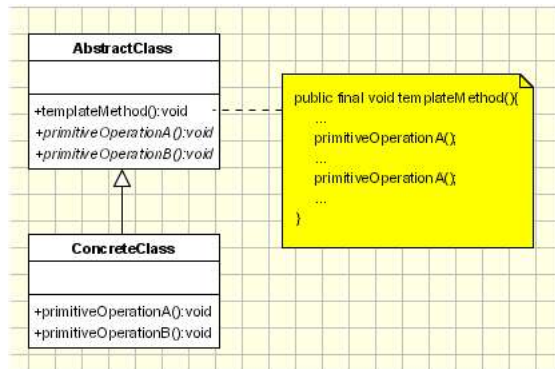 AbstractClass
+templateMethod():void
+primitiveOperationA():void
+primitiveOperationB():void
public final void templateMethod(){
...
primitiveOperationA();
...
primitiveOperationA();
...
}
ConcreteClass
+primitiveOperationA():void
+primitiveOperationB():void